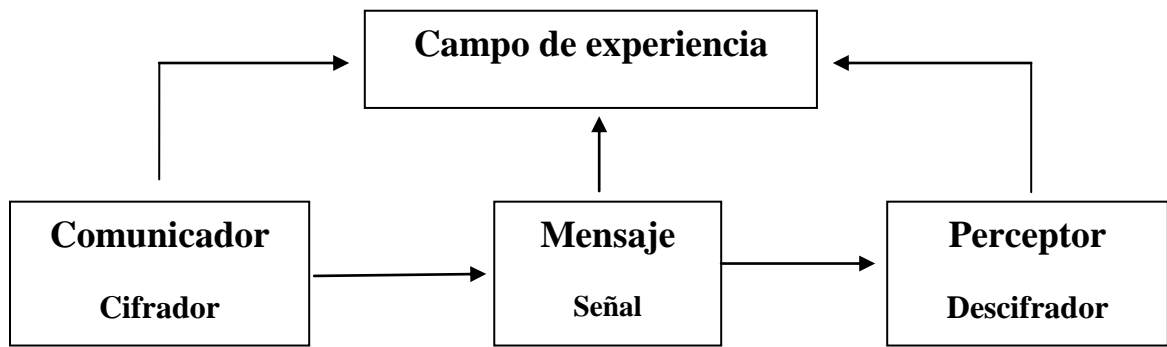 Campo de experiencia
Comunicador
Cifrador
Mensaje
Señal
Perceptor
Descifrador